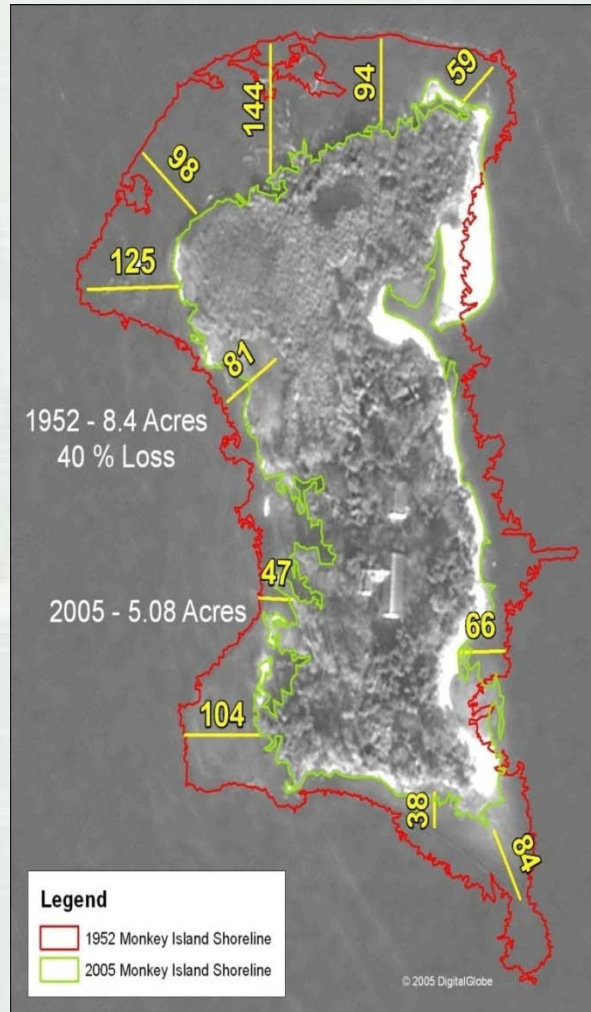 59
94
144
98
125
81
1952 - 8.4 Acres
40 % Loss
47
2005 - 5.08 Acres
66
104
38
84
Legend
1952 Monkey Island Shoreline
2005 Monkey Island Shoreline
© 2005 DigitalGlobe